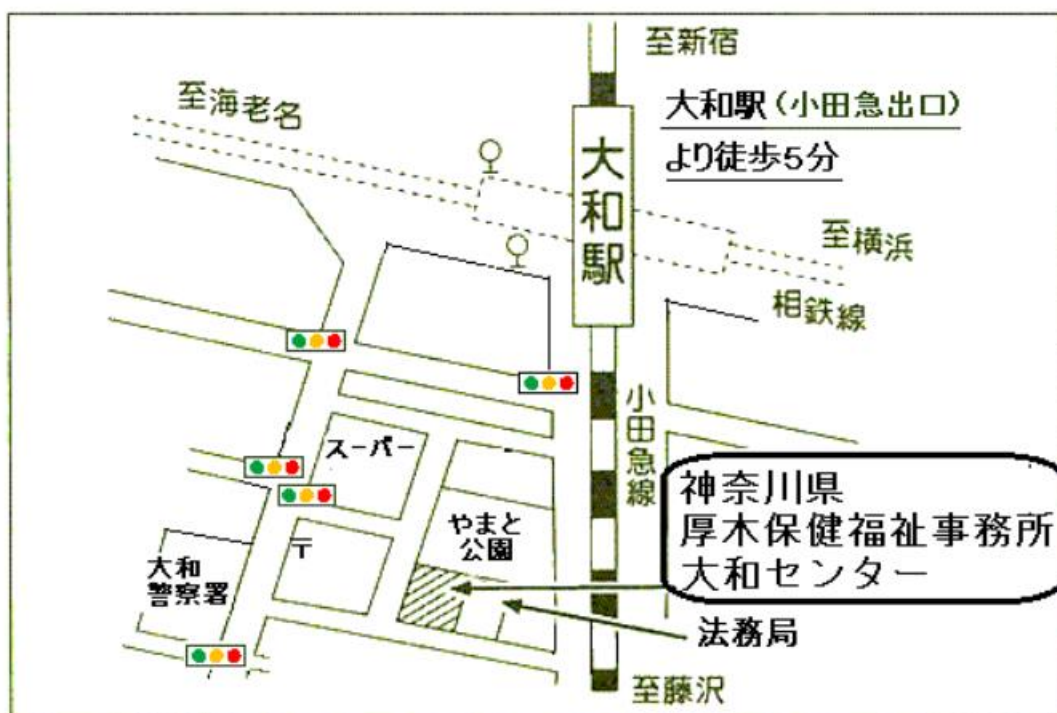 至新宿
大和駅(小田急出口)
より徒歩5分
至海老名
大和駅
至横浜
相鉄線
小田急線
スーパー
神奈川県
厚木保健福祉事務所
大和センター
やまと
公園
〒
大和
警察署
法務局
至藤沢